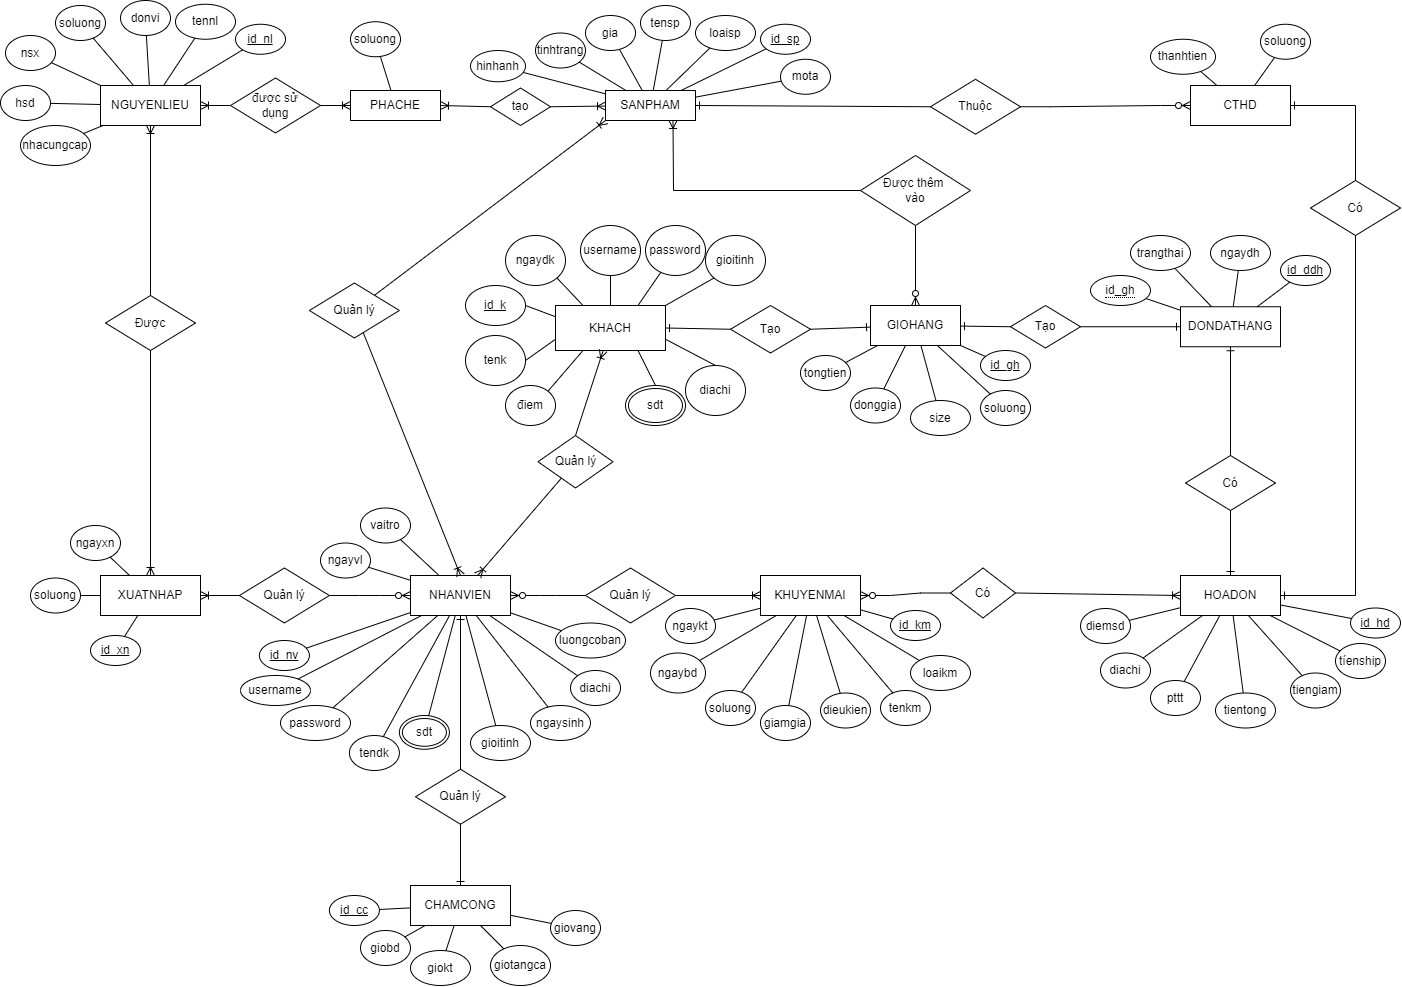 donvi
tennl
soluong
id_nl
nsx
hsd
nhacungcap
NGUYENLIEU
được sử
dụng
soluong
PHACHE
tạo
hinhanh
tinhtrang
gia
tensp
loaisp
id_sp
mota
SANPHAM
Thuộc
thanhtien
soluong
CTHD
Có
Được thêm
vào
Quản lý
Được
ngaydk
username
password
gioitinh
id_k
tenk
điem
sdt
diachi
KHACH
Tạo
GIOHANG
tongtien
donggia
size
soluong
id_gh
Tạo
trangthai
ngaydh
id_ddh
id_gh
DONDATHANG
Quản lý
Có
ngayxn
soluong
id_xn
XUATNHAP
Quản lý
vaitro
ngayvl
NHANVIEN
id_nv
username
password
tendk
sdt
gioitinh
ngaysinh
diachi
luongcoban
Quản lý
KHUYENMAI
ngaykt
ngaybd
soluong
giamgia
dieukien
tenkm
loaikm
id_km
Có
HOADON
diemsd
diachi
pttt
tientong
tiengiam
tíenship
id_hd
Quản lý
CHAMCONG
id_cc
giobd
giokt
giotangca
giovang